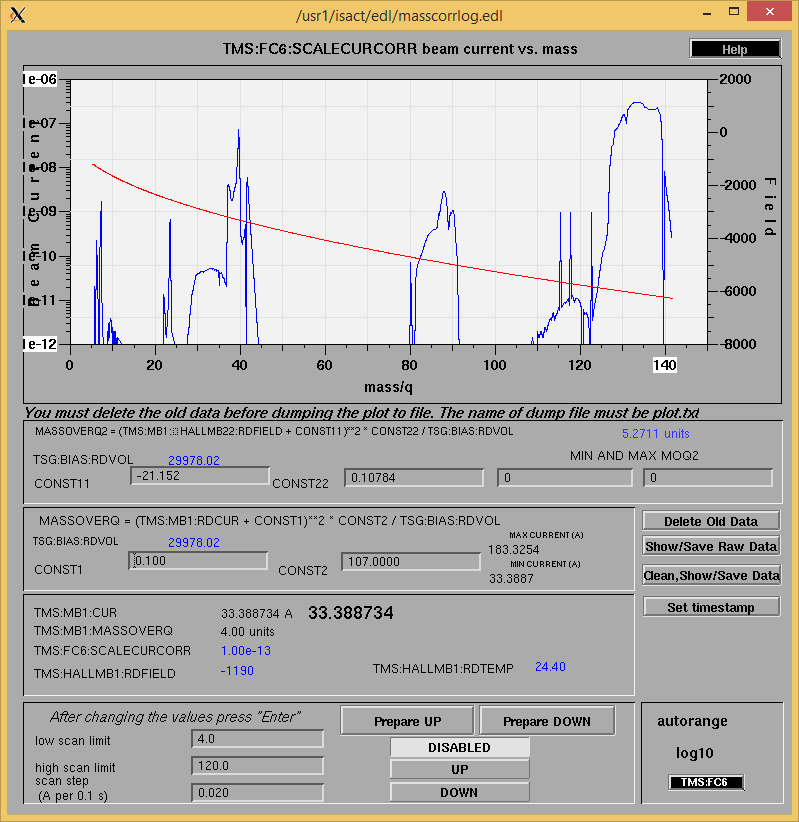 /usr1/isact/edl/masscorrlog.edl
TMS:FC6:SCALECURCORR beam current vs. mass
Help
1e-06
1e-07
1e-08
1e-09
1e-10
1e-11
1e-12
2000
0
-2000
-4000
-6000
-8000
Field
0 20 40 60 80 100 120 140
mass/q
You must delete the old data before dumping the plot to file. The name of dump file must be plot.txt
5.2711 units
TSG:BIAS:RDVOL 29978.02
MIN AND MAX MOQ2
CONST11 -21.152 CONST22 0.10784 0 0
MASSOVERQ = (TMS:MB1:RDCUR + CONST1)**2 * CONST2 / TSG:BIAS:RDVOL
TSG:BIAS:RDVOL 29978.02
MAX CURRENT (A)
183.3254
MIN CURRENT (A)
33.3887
CONST1 0.100 CONST2 107.0000
Delete Old Data
Show/Save Raw Data
Clean,Show/Save Data
Set timestamp
TMS:MB1:CUR 33.388734 A 33.388734
TMS:MB1:MASSOVERQ 4.00 units
TMS:FC6:SCALECURCORR 1.00e-13
TMS:HALLMB1:RDFIELD -1190
TMS:HALLMB1:RDTEMP 24.40
After changing the values press "Enter"
low scan limit 4.0
high scan limit 120.0
scan step
(A per 0.1 s) 0.020
Prepare UP
Prepare DOWN
DISABLED
UP
DOWN
autorange
log10
TMS:FC6